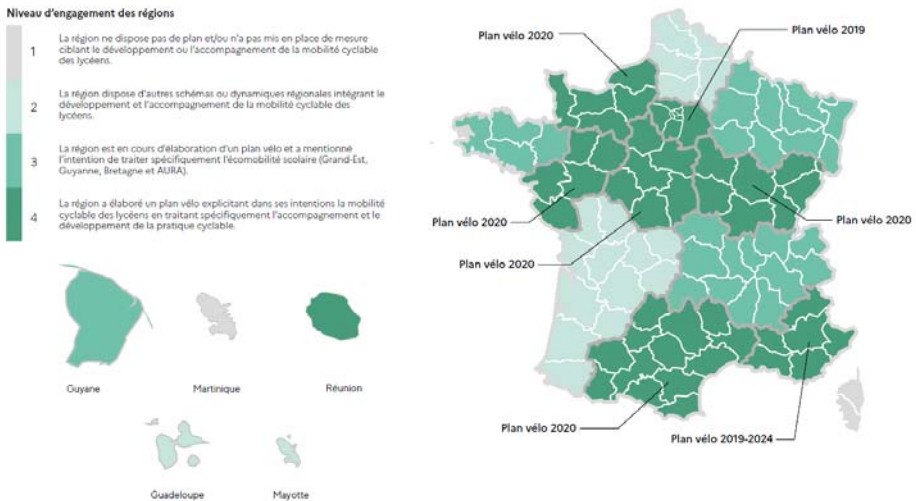 Niveau d'engagement des régions
1
La région ne dispose pas de plan et/ou n'a pas mis en place de mesure
ciblant le développement ou l'accompagnement de la mobilité cyclable
des lycéens.
2
La région dispose d'autres schémas ou dynamiques régionales intégrant le
développement et l'accompagnement de la mobilité cyclable des
lycéens.
3
La région est en cours d'élaboration d'un plan vélo et a mentionné
l'intention de traiter spécifiquement l'écomobilité scolaire (Grand-Est,
Guyanne, Bretagne et AURA).
4
La région a élaboré un plan vélo explicitant dans ses intentions la mobilité
cyclable des lycéens en traitant spécifiquement l'accompagnement et le
développement de la pratique cyclable.
Guyane
Martinique
Réunion
Guadeloupe
Mayotte
Plan vélo 2020
Plan vélo 2019
Plan vélo 2020
Plan vélo 2020
Plan vélo 2020
Plan vélo 2020
Plan vélo 2019-2024